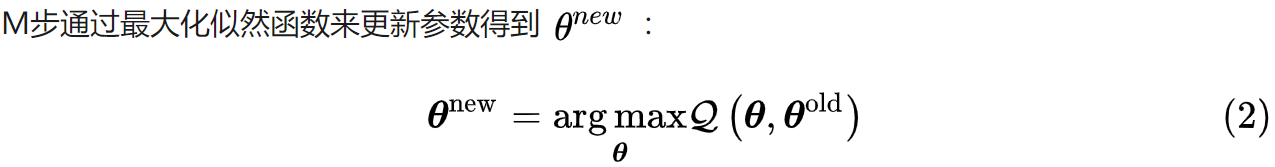 M步通过最大化似然函数来更新参数得到 θ^{new} ：
θ^{new} = arg max_{θ} 𝒬 (θ, θ^{old}) (2)